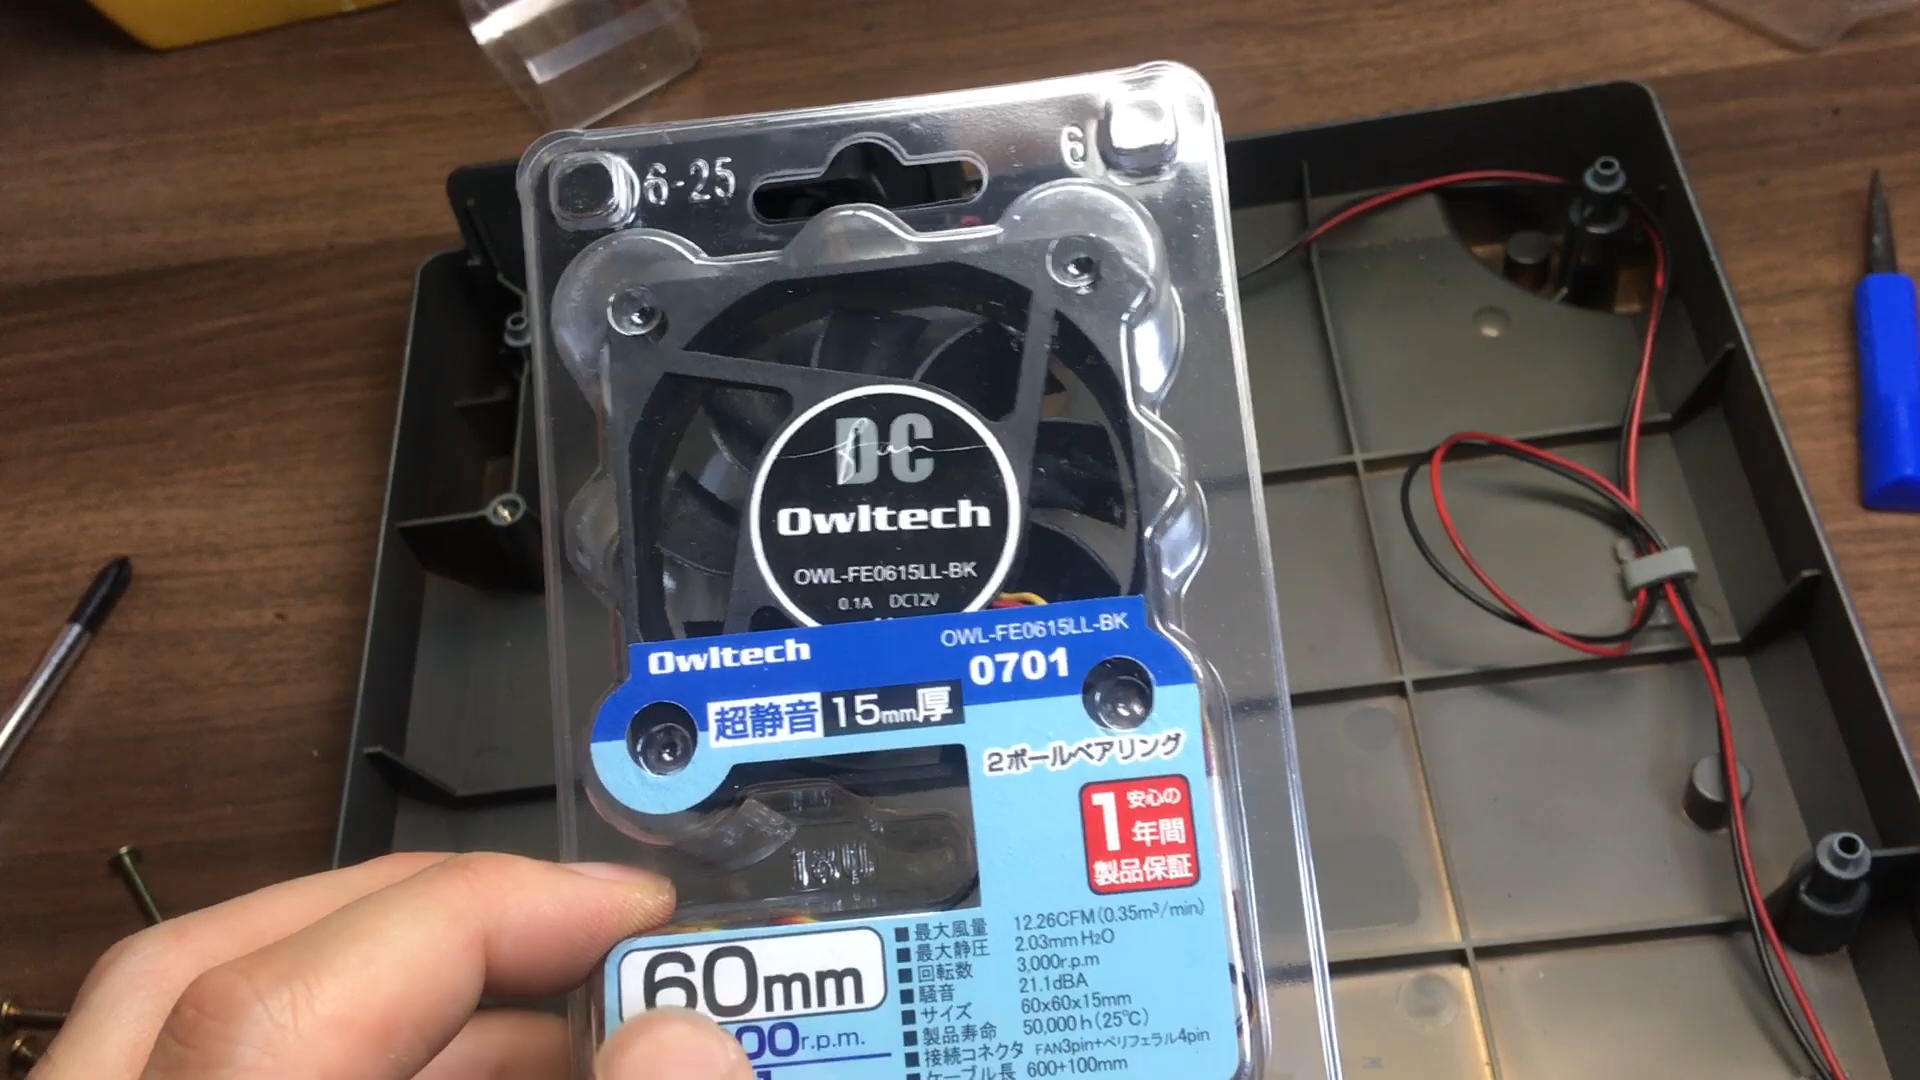 6-25
6
DC
fan
Owltech
OWL-FE0615LL-BK
0.1A DC12V
Owltech
OWL-FE0615LL-BK
0701
超静音 15mm厚
2ボールベアリング
1
安心の
年間
製品保証
60mm
00r.p.m.
■最大風量 12.26CFM(0.35m³/min)
■最大静圧 2.03mmH2O
■回転数 3,000r.p.m
■騒音 21.1dBA
■サイズ 60x60x15mm
■製品寿命 50,000h(25℃)
■接続コネクタ FAN3pin+ペリフェラル4pin
■ケーブル長 600+100mm